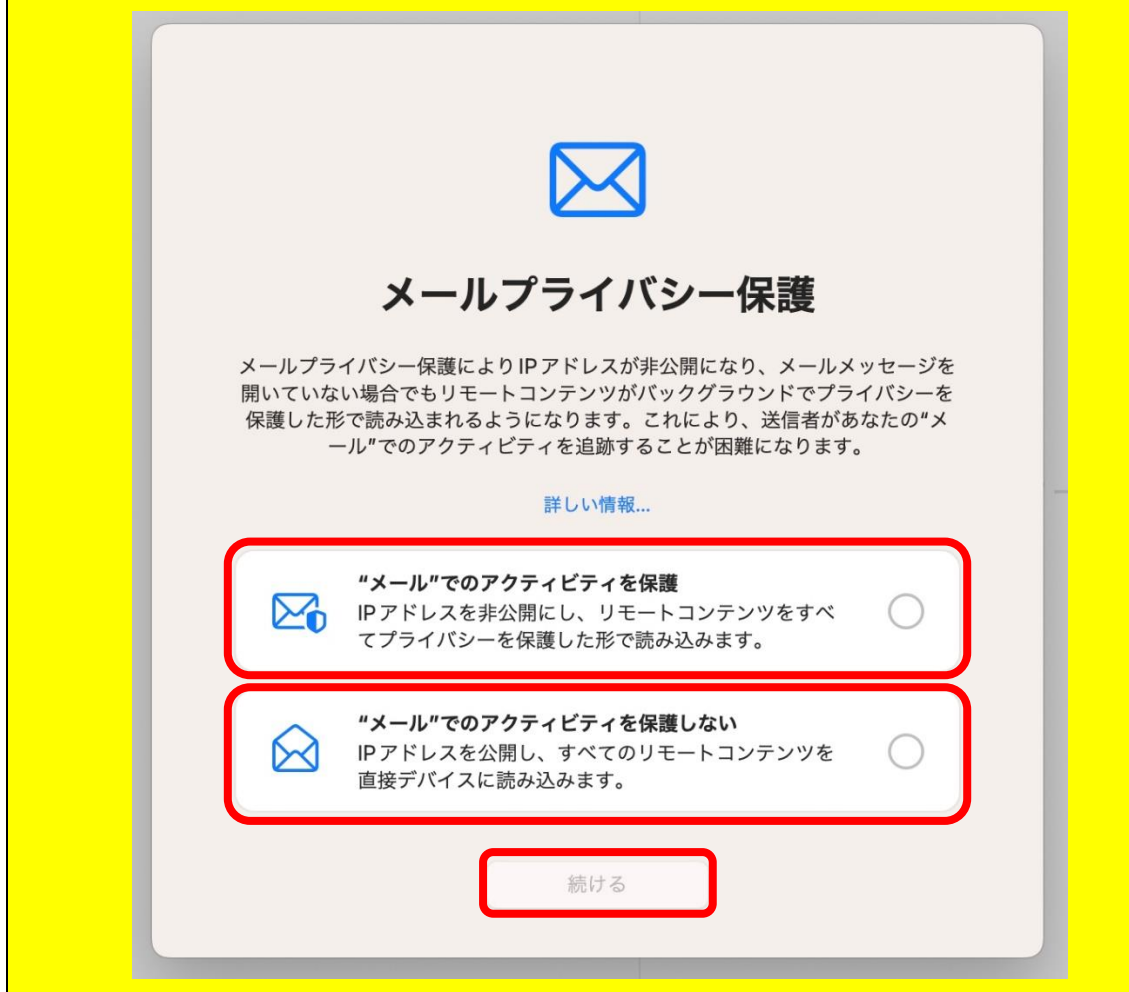 メールプライバシー保護
メールプライバシー保護によりIPアドレスが非公開になり、メールメッセージを
開いていない場合でもリモートコンテンツがバックグラウンドでプライバシーを
保護した形で読み込まれるようになります。これにより、送信者があなたの“メ
ール”でのアクティビティを追跡することが困難になります。
詳しい情報...
“メール”でのアクティビティを保護
IPアドレスを非公開にし、リモートコンテンツをすべ
てプライバシーを保護した形で読み込みます。
“メール”でのアクティビティを保護しない
IPアドレスを公開し、すべてのリモートコンテンツを
直接デバイスに読み込みます。
続ける